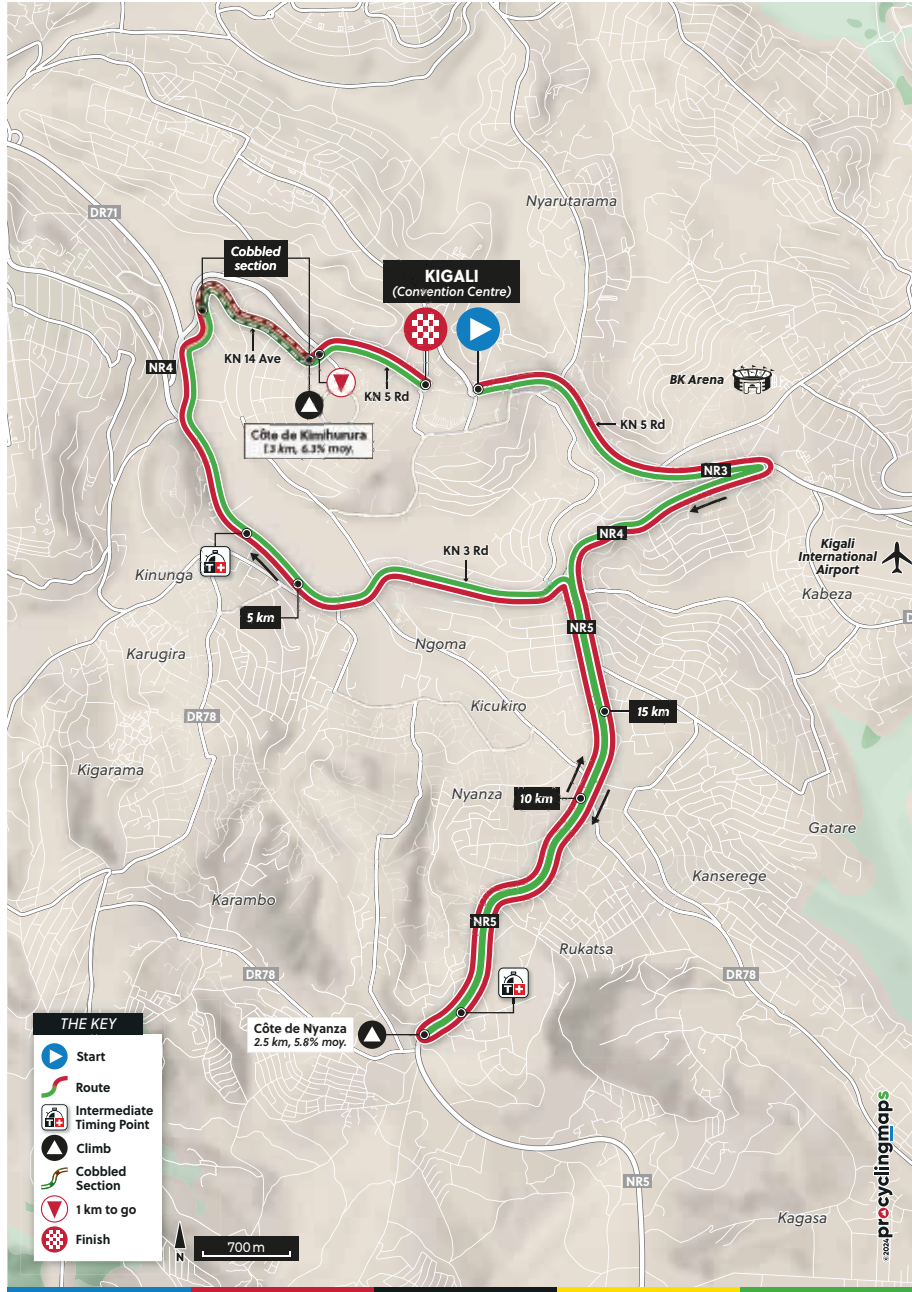 Nyarutarama
DR71
Cobbled
section
KIGALI
(Convention Centre)
KN 14 Ave
NR4
KN 5 Rd
BK Arena
Côte de Kimihurura
1.3 km, 6.3% moy.
KN 5 Rd
NR3
NR4
Kigali
International
Airport
KN 3 Rd
Kinunga
Kabeza
5 km
D
NR5
Karugira
Ngoma
DR78
Kicukiro
15 km
Kigarama
Nyanza
10 km
Gatare
Kanserege
Karambo
NR5
Rukatsa
DR78
DR78
T
Côte de Nyanza
2.5 km, 5.8% moy.
THE KEY
Start
Route
Intermediate
Timing Point
Climb
Cobbled
Section
1 km to go
Finish
NR5
Kagasa
N
700 m
©2024 procyclingmaps